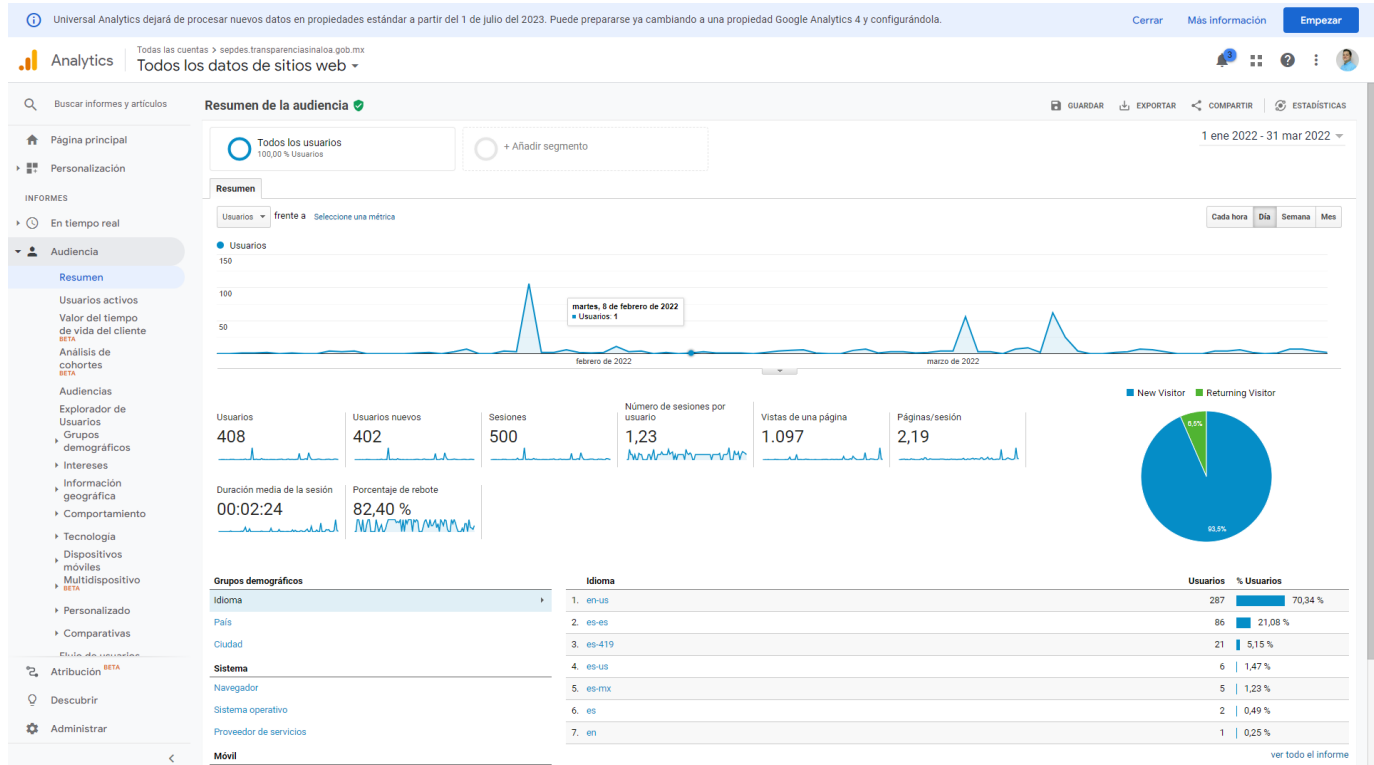 Universal Analytics dejará de procesar nuevos datos en propiedades estándar a partir del 1 de julio del 2023. Puede prepararse ya cambiando a una propiedad Google Analytics 4 y configurándola.
Cerrar
Más información
Empezar
Analytics
Todas las cuentas > sepdes.transparenciasinaloa.gob.mx
Todos los datos de sitios web
3
Buscar informes y artículos
Página principal
Personalización
INFORMES
En tiempo real
Audiencia
Resumen
Usuarios activos
Valor del tiempo
de vida del cliente
BETA
Análisis de
cohortes
BETA
Audiencias
Explorador de
Usuarios
Grupos
demográficos
Intereses
Información
geográfica
Comportamiento
Tecnología
Dispositivos
móviles
Multidispositivo
BETA
Personalizado
Comparativas
Flujo de usuarios
Atribución BETA
Descubrir
Administrar
Resumen de la audiencia
GUARDAR
EXPORTAR
COMPARTIR
ESTADÍSTICAS
Todos los usuarios
100,00 % Usuarios
+ Añadir segmento
1 ene 2022 - 31 mar 2022
Resumen
Usuarios
frente a
Seleccione una métrica
Cada hora
Día
Semana
Mes
Usuarios
150
100
50
martes, 8 de febrero de 2022
Usuarios: 1
febrero de 2022
marzo de 2022
Usuarios
408
Usuarios nuevos
402
Sesiones
500
Número de sesiones por
usuario
1,23
Vistas de una página
1.097
Páginas/sesión
2,19
Duración media de la sesión
00:02:24
Porcentaje de rebote
82,40 %
New Visitor
Returning Visitor
6,5%
93,5%
Grupos demográficos
Idioma
País
Ciudad
Sistema
Navegador
Sistema operativo
Proveedor de servicios
Móvil
Idioma
Usuarios
% Usuarios
1. en-us 287 70,34 %
2. es-es 86 21,08 %
3. es-419 21 5,15 %
4. es-us 6 1,47 %
5. es-mx 5 1,23 %
6. es 2 0,49 %
7. en 1 0,25 %
ver todo el informe